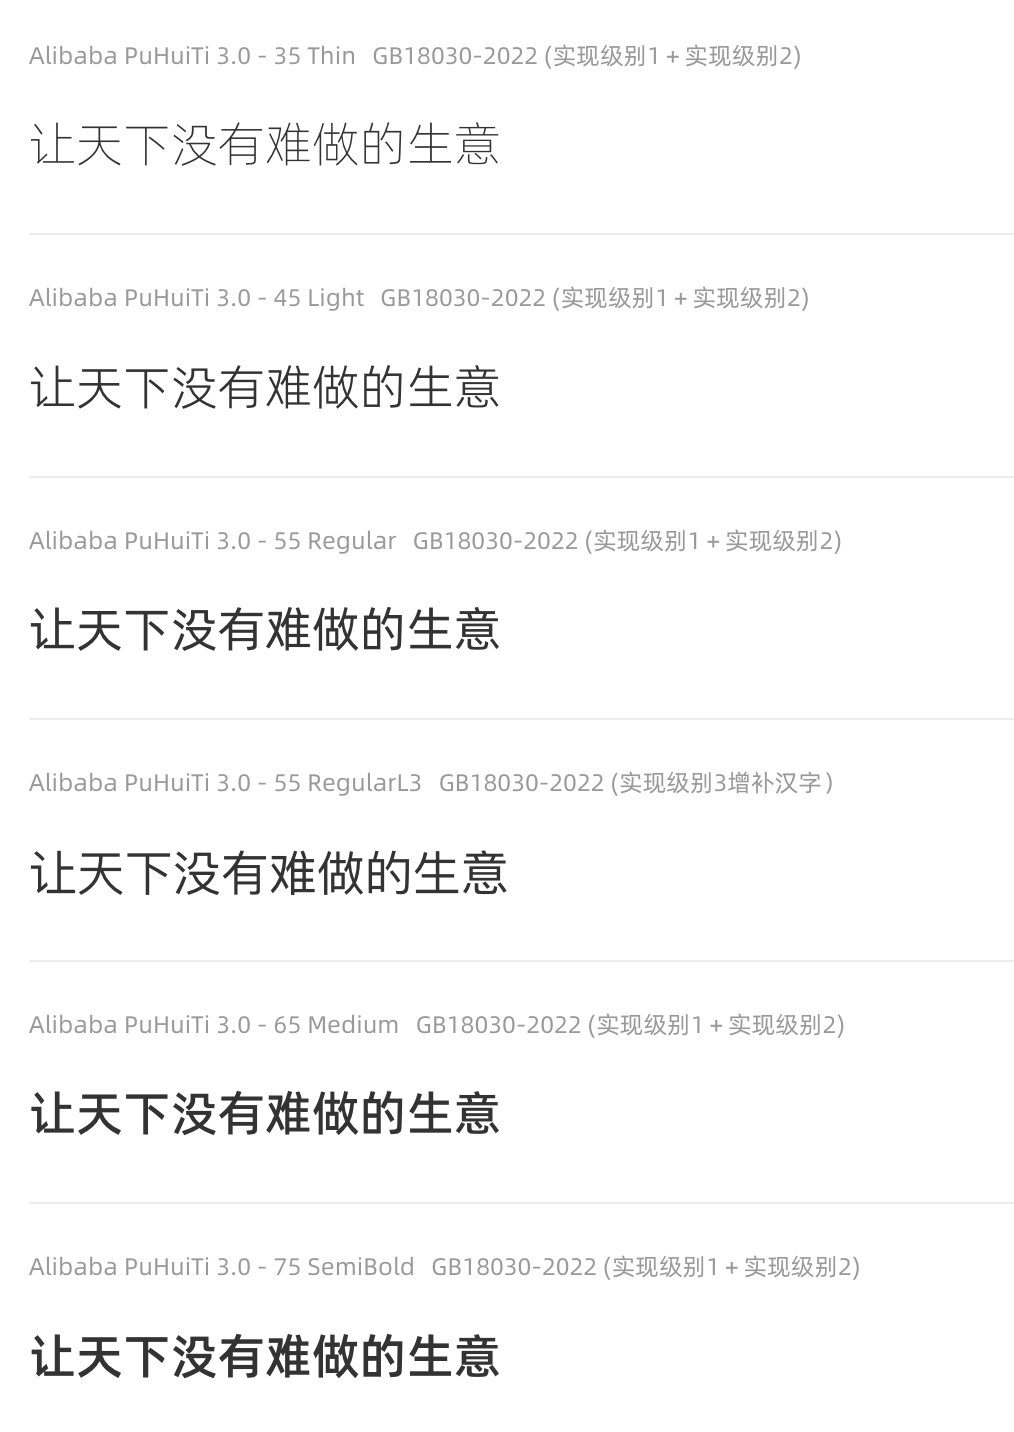 Alibaba PuHuiTi 3.0 - 35 Thin GB18030-2022 (实现级别1 + 实现级别2)
让天下没有难做的生意
Alibaba PuHuiTi 3.0 - 45 Light GB18030-2022 (实现级别1 + 实现级别2)
让天下没有难做的生意
Alibaba PuHuiTi 3.0 - 55 Regular GB18030-2022 (实现级别1 + 实现级别2)
让天下没有难做的生意
Alibaba PuHuiTi 3.0 - 55 RegularL3 GB18030-2022 (实现级别3增补汉字)
让天下没有难做的生意
Alibaba PuHuiTi 3.0 - 65 Medium GB18030-2022 (实现级别1 + 实现级别2)
让天下没有难做的生意
Alibaba PuHuiTi 3.0 - 75 SemiBold GB18030-2022 (实现级别1 + 实现级别2)
让天下没有难做的生意